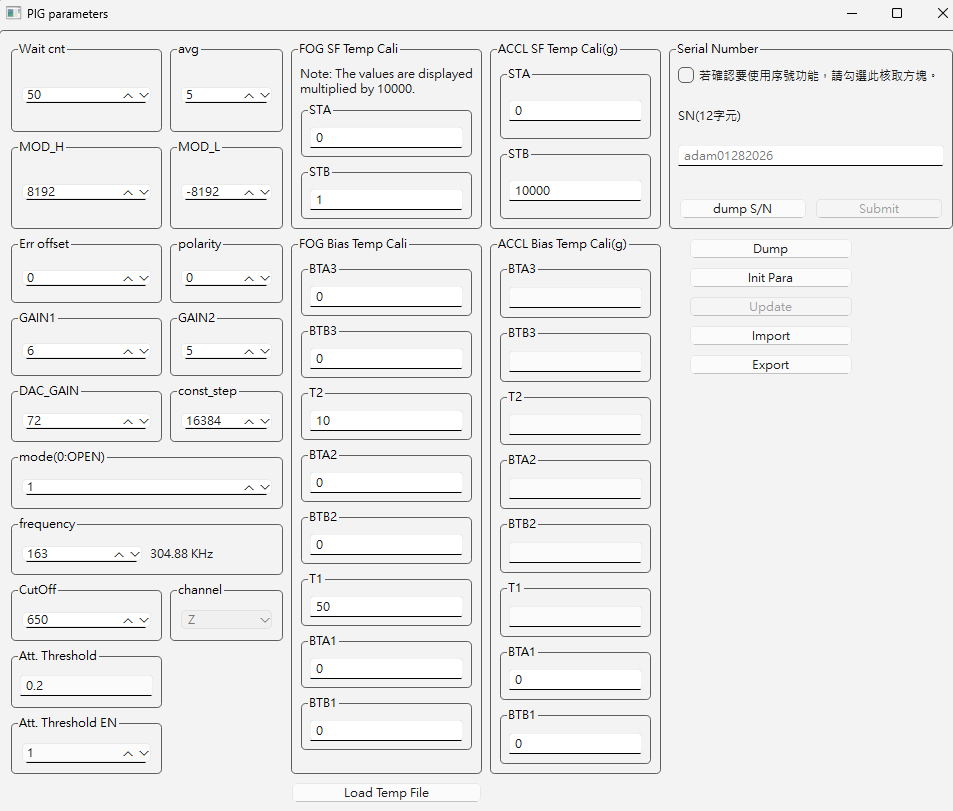 PIG parameters
Wait cnt
50
avg
5
MOD_H
8192
MOD_L
-8192
Err offset
0
polarity
0
GAIN1
6
GAIN2
5
DAC_GAIN
72
const_step
16384
mode(0:OPEN)
1
frequency
163
304.88 KHz
CutOff
650
channel
Z
Att. Threshold
0.2
Att. Threshold EN
1
FOG SF Temp Cali
Note: The values are displayed
multiplied by 10000.
STA
0
STB
1
FOG Bias Temp Cali
BTA3
0
BTB3
0
T2
10
BTA2
0
BTB2
0
T1
50
BTA1
0
BTB1
0
Load Temp File
ACCL SF Temp Cali(g)
STA
0
STB
10000
ACCL Bias Temp Cali(g)
BTA3
BTB3
T2
BTA2
BTB2
T1
BTA1
0
BTB1
0
Serial Number
若確認要使用序號功能，請勾選此核取方塊。
SN(12字元)
adam01282026
dump S/N
Submit
Dump
Init Para
Update
Import
Export